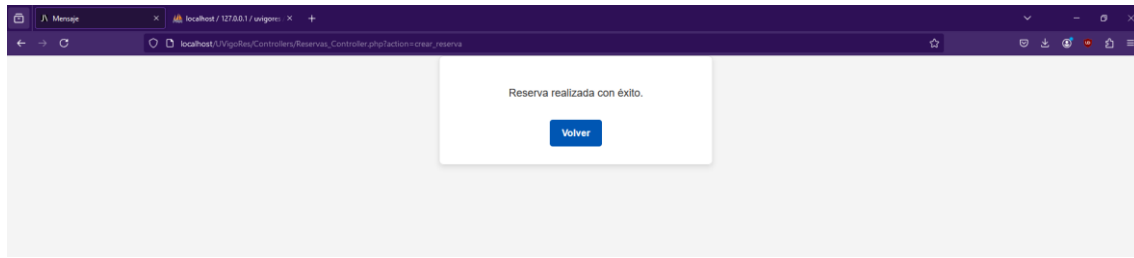 Mensaje
localhost / 127.0.0.1 / uvigores
localhost/UVigoRes/Controllers/Reservas_Controller.php?action=crear_reserva
Reserva realizada con éxito.
Volver